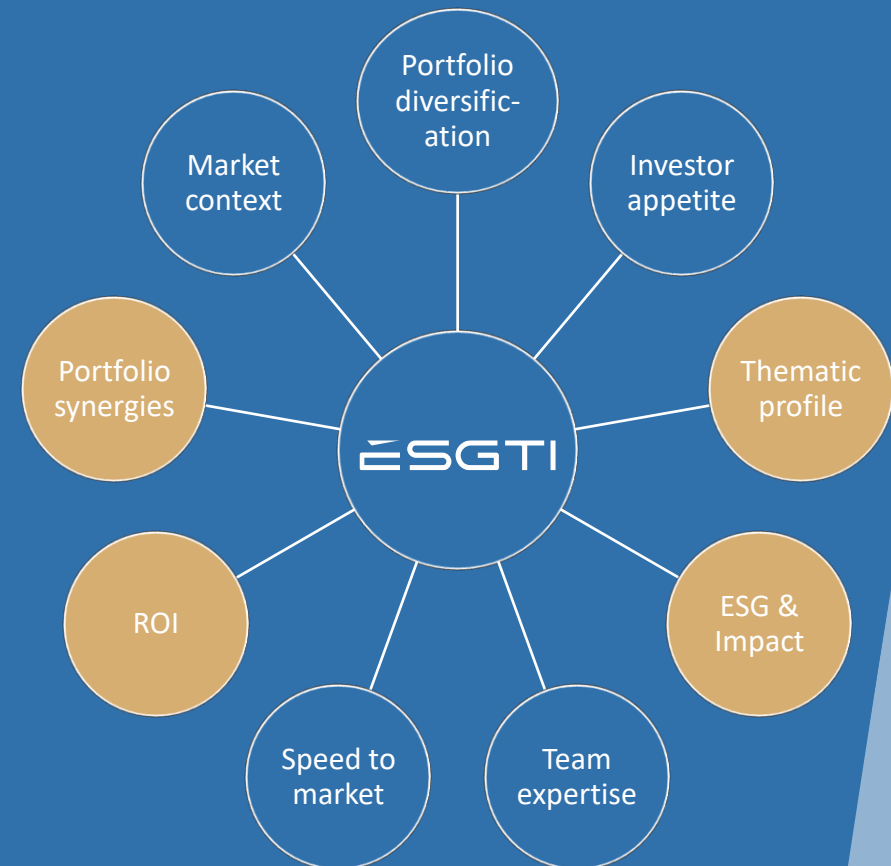 Portfolio
diversific-
ation
Market
context
Investor
appetite
Portfolio
synergies
Thematic
profile
ÉSGTI
ROI
ESG &
Impact
Speed to
market
Team
expertise